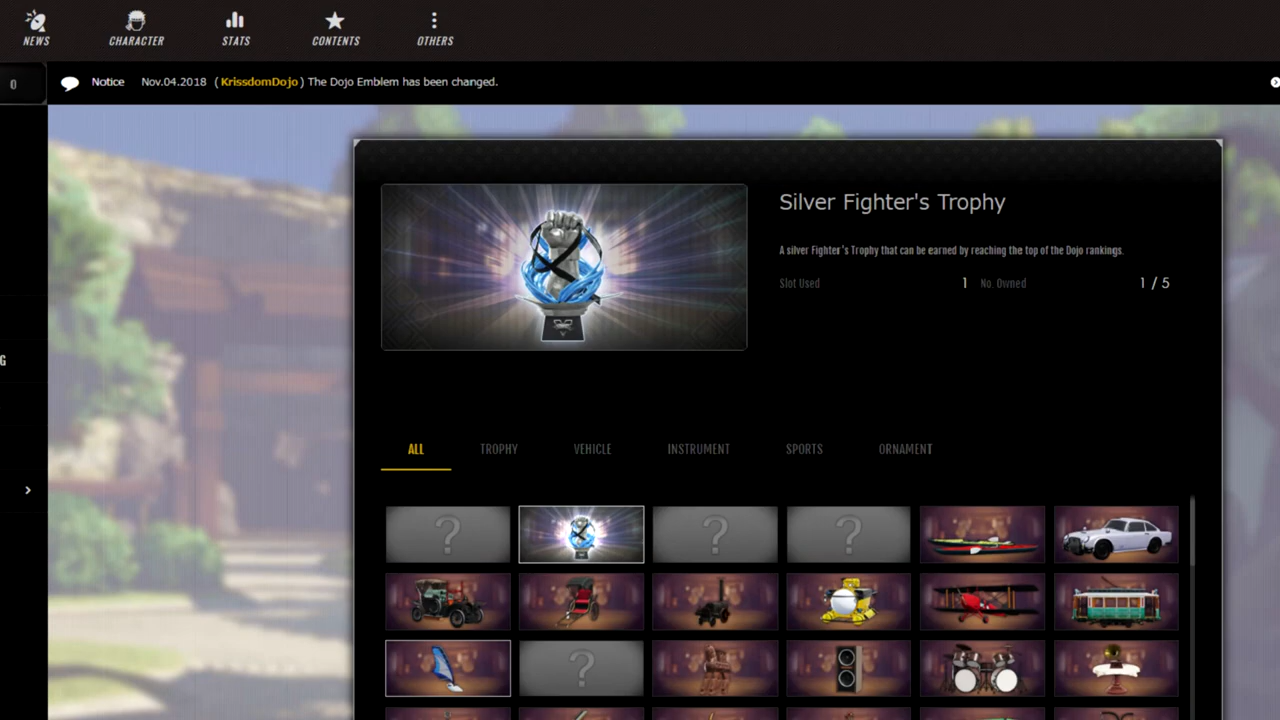 NEWS
CHARACTER
STATS
CONTENTS
OTHERS
0
Notice Nov.04.2018 ( KrissdomDojo ) The Dojo Emblem has been changed.
Silver Fighter's Trophy
A silver Fighter's Trophy that can be earned by reaching the top of the Dojo rankings.
Slot Used 1 No. Owned 1 / 5
G
ALL TROPHY VEHICLE INSTRUMENT SPORTS ORNAMENT
? ? ?
?